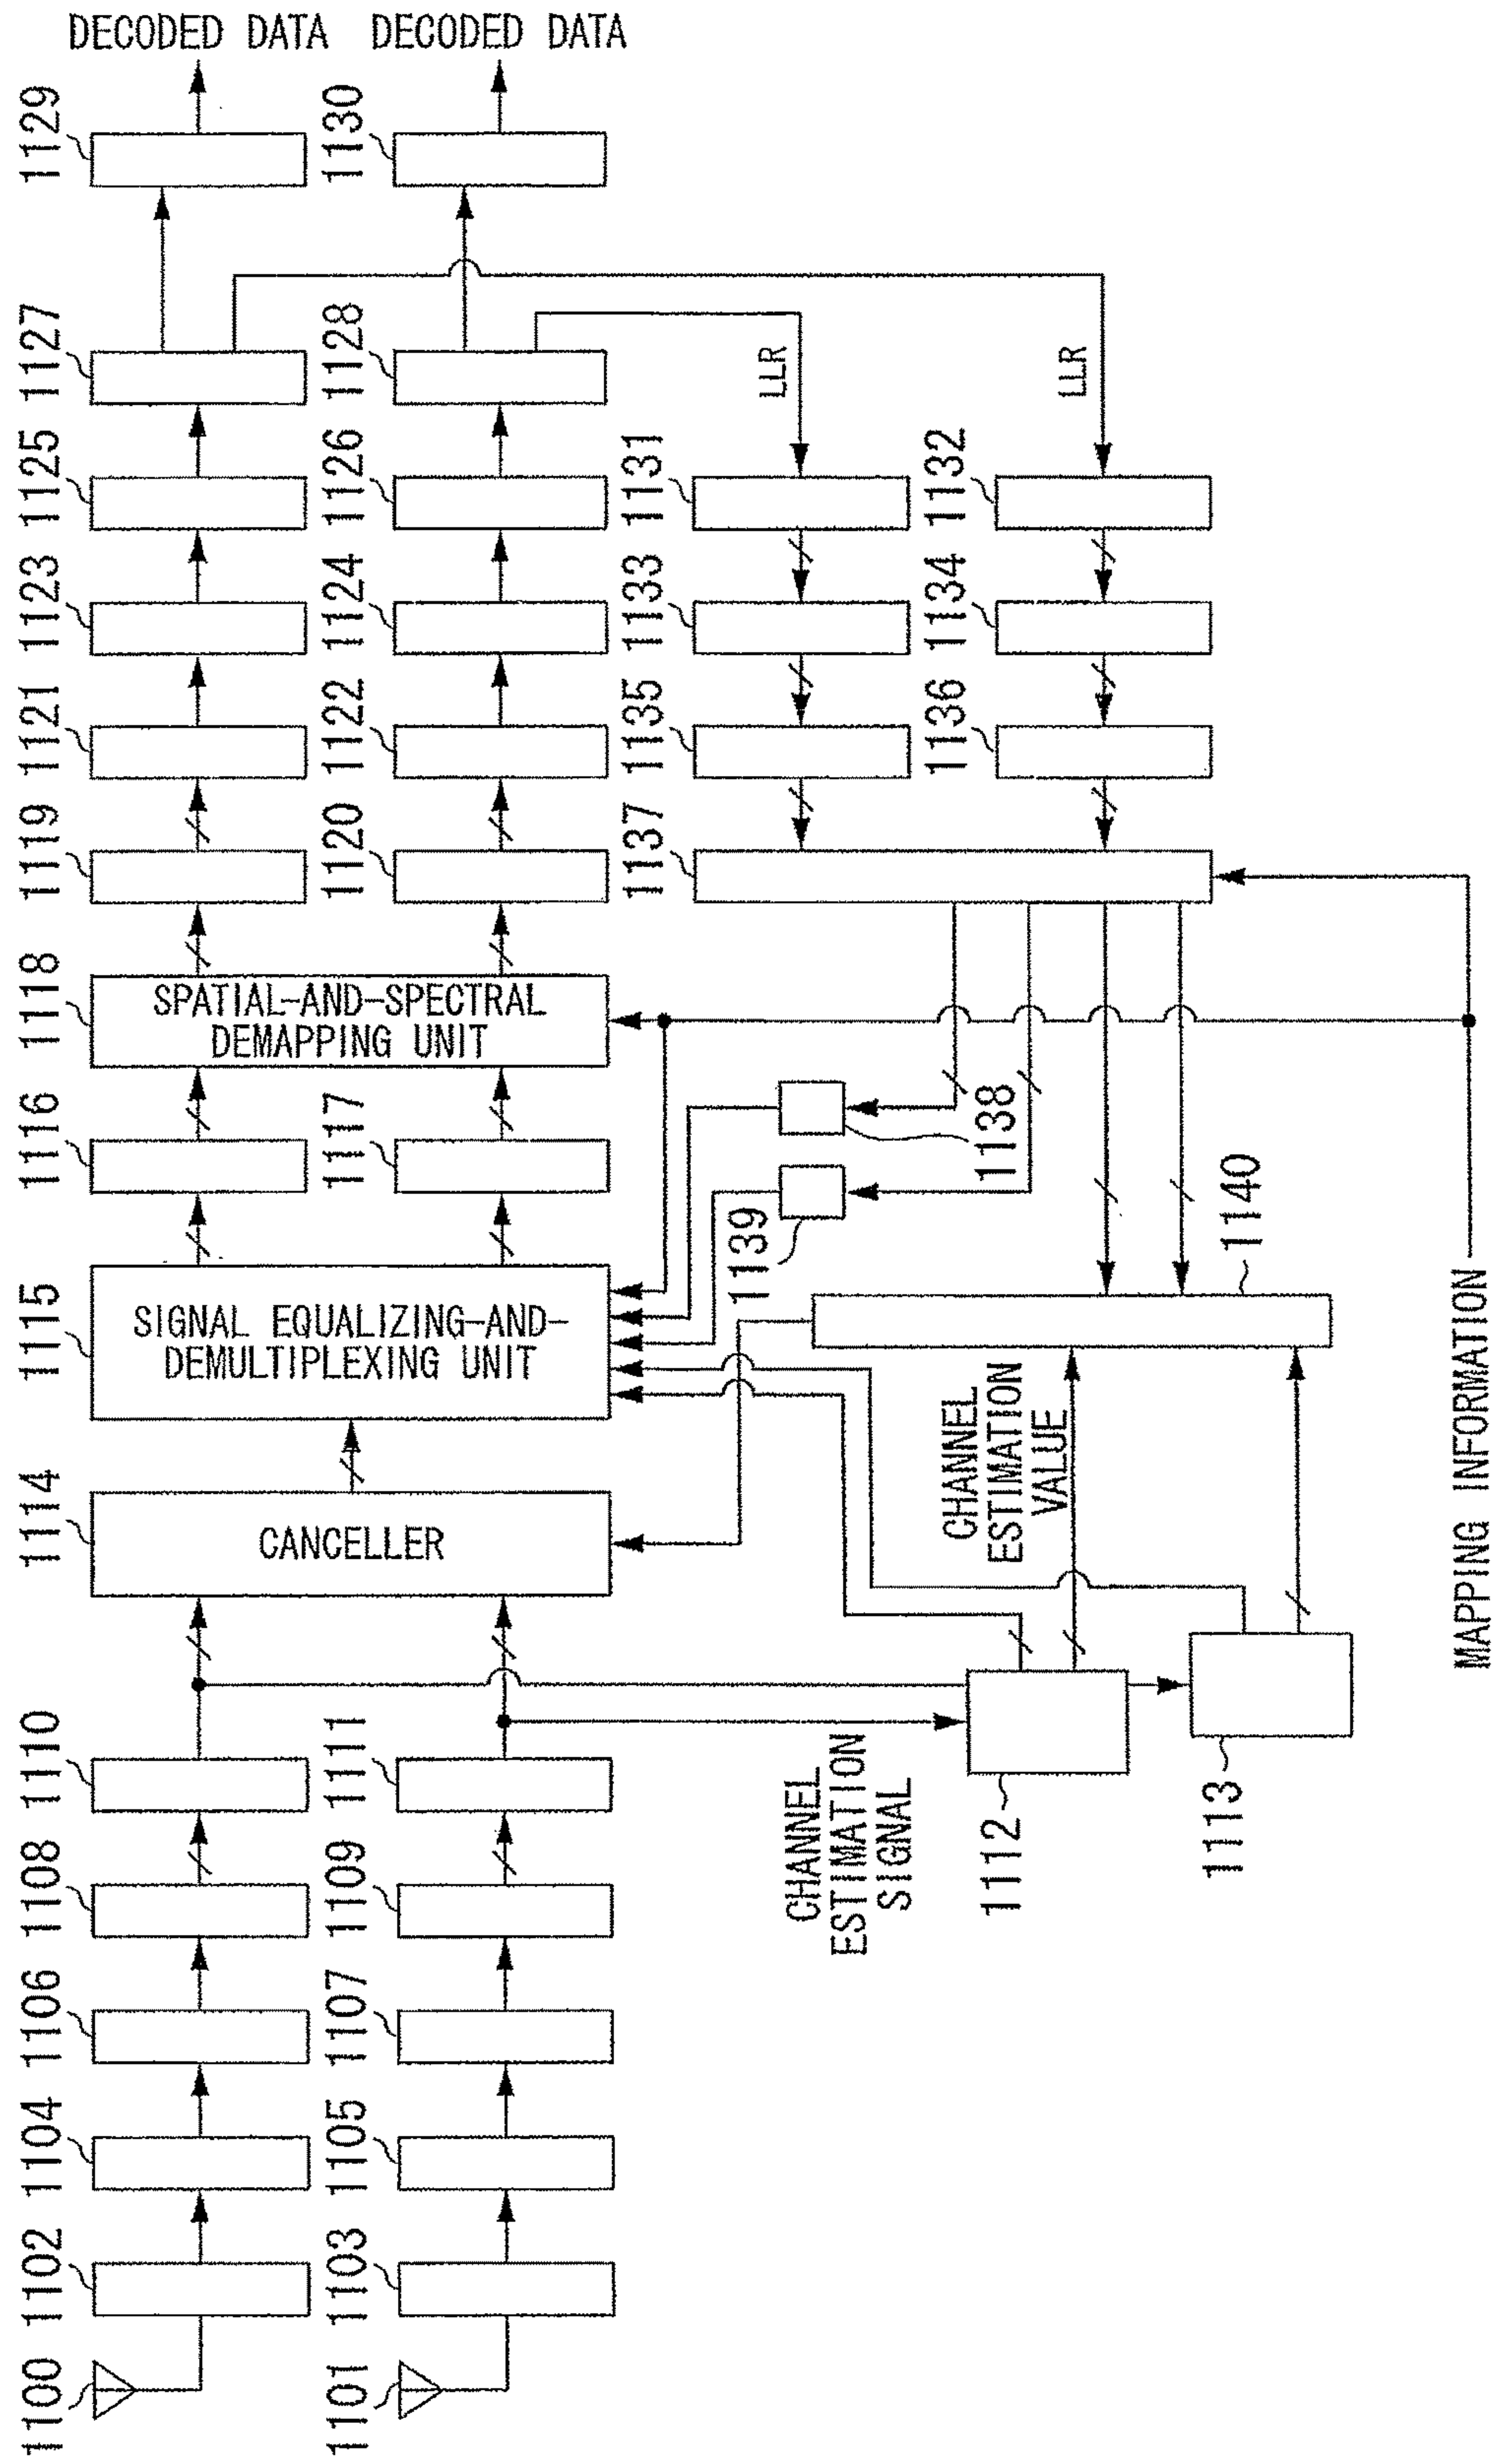 DECODED DATA
DECODED DATA
1129
1130
1127
1128
LLR
LLR
1125
1126
1131
1132
1123
1124
1133
1134
1121
1122
1135
1136
1119
1120
1137
1118
SPATIAL-AND-SPECTRAL
DEMAPPING UNIT
1116
1117
1138
1139
1140
1115
SIGNAL EQUALIZING-AND-
DEMULTIPLEXING UNIT
MAPPING INFORMATION
CHANNEL
ESTIMATION
VALUE
1114
CANCELLER
1110
1111
CHANNEL
ESTIMATION
SIGNAL
1112
1113
1108
1109
1106
1107
1104
1105
1102
1103
1100
1101